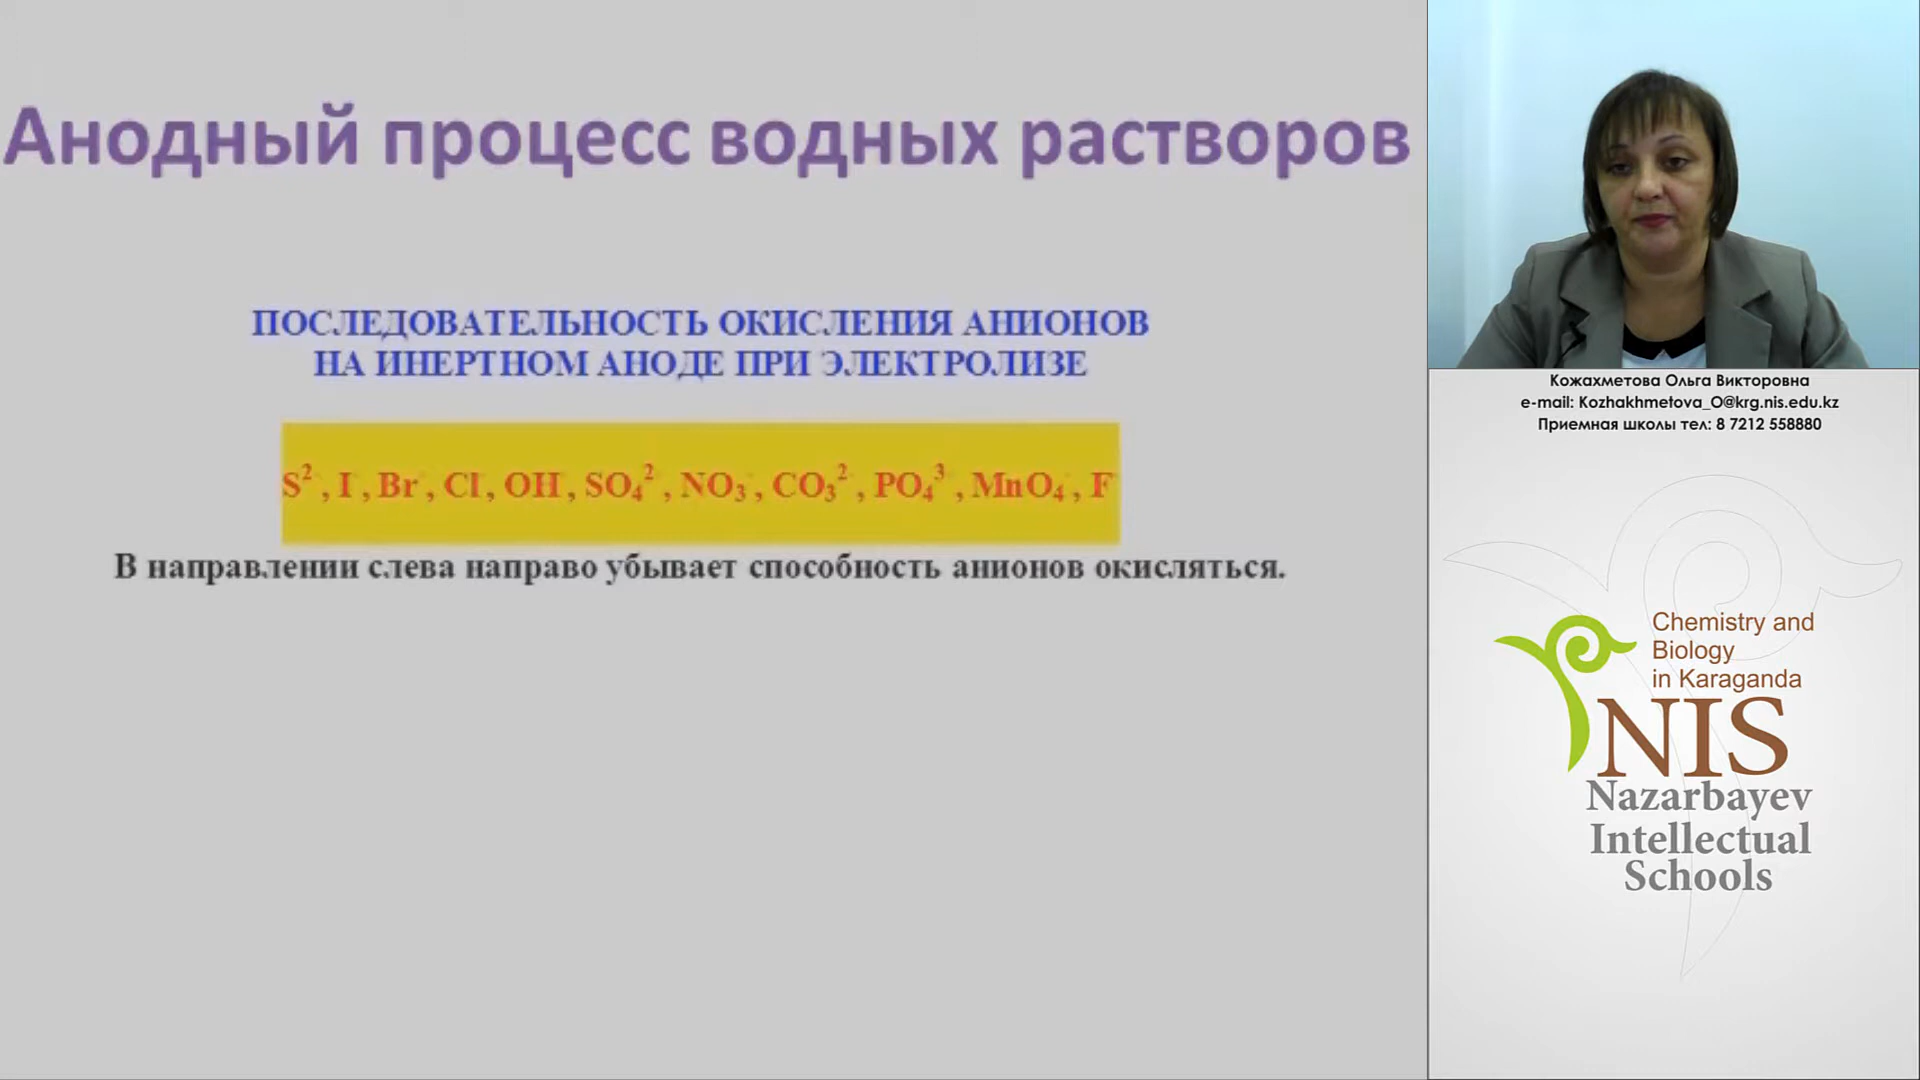 Анодный процесс водных растворов
ПОСЛЕДОВАТЕЛЬНОСТЬ ОКИСЛЕНИЯ АНИОНОВ
НА ИНЕРТНОМ АНОДЕ ПРИ ЭЛЕКТРОЛИЗЕ
S²⁻, I⁻, Br⁻, Cl⁻, OH⁻, SO₄²⁻, NO₃⁻, CO₃²⁻, PO₄³⁻, MnO₄⁻, F⁻
В направлении слева направо убывает способность анионов окисляться.
Кожахметова Ольга Викторовна
e-mail: Kozhakhmetova_O@krg.nis.edu.kz
Приемная школы тел: 8 7212 558880
Chemistry and
Biology
in Karaganda
NIS
Nazarbayev
Intellectual
Schools